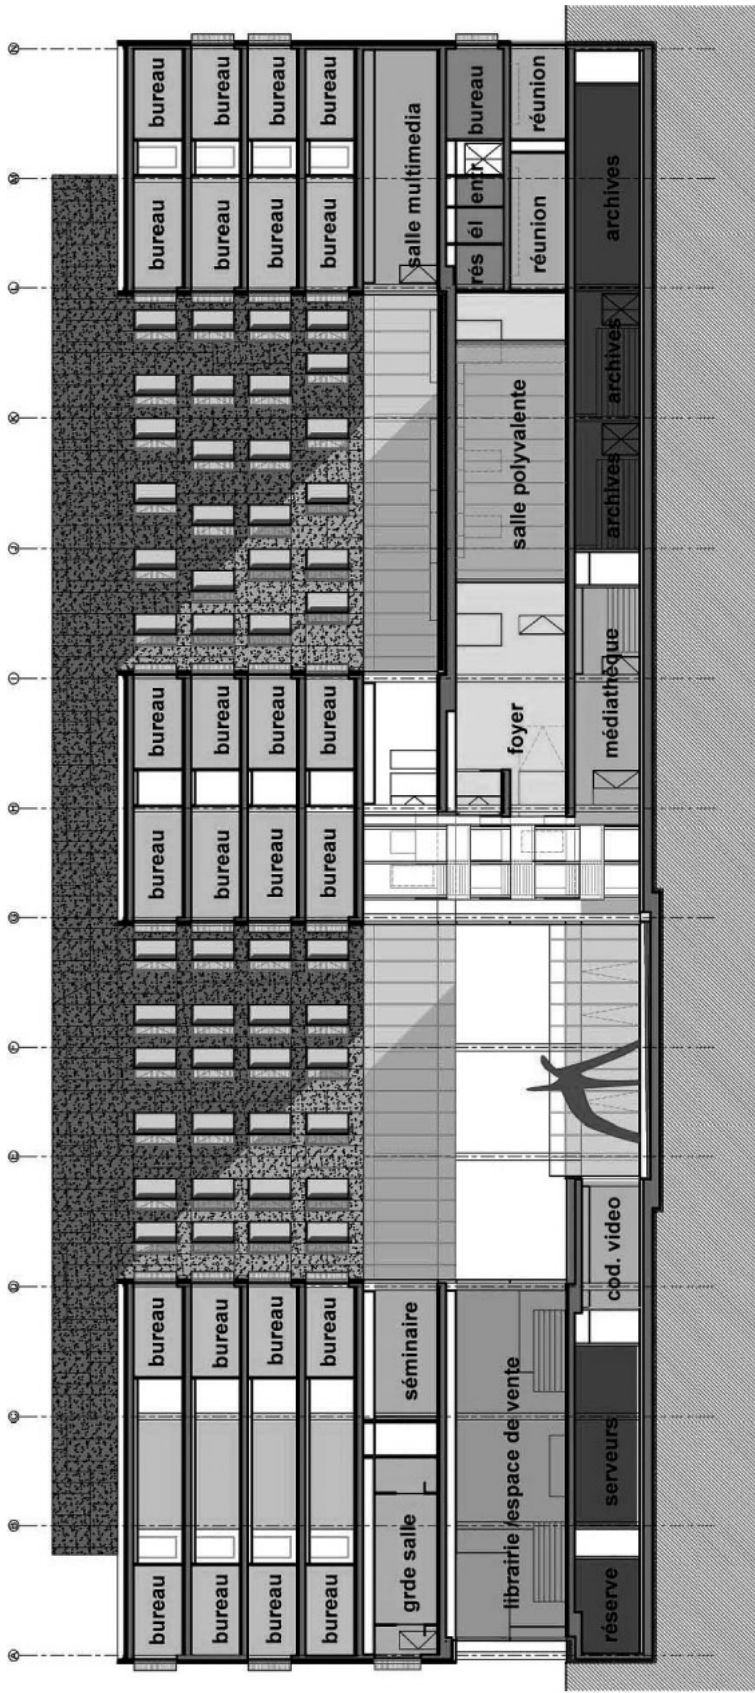 A B C D E F G H I J K L M N
bureau bureau bureau bureau bureau bureau
bureau bureau bureau bureau bureau bureau
bureau bureau bureau bureau bureau bureau
bureau bureau bureau bureau bureau bureau
grde salle séminaire salle multimedia
rés él entr bureau
librairie /espace de vente foyer salle polyvalente réunion réunion
réserve serveurs cod. video médiathèque archives archives archives